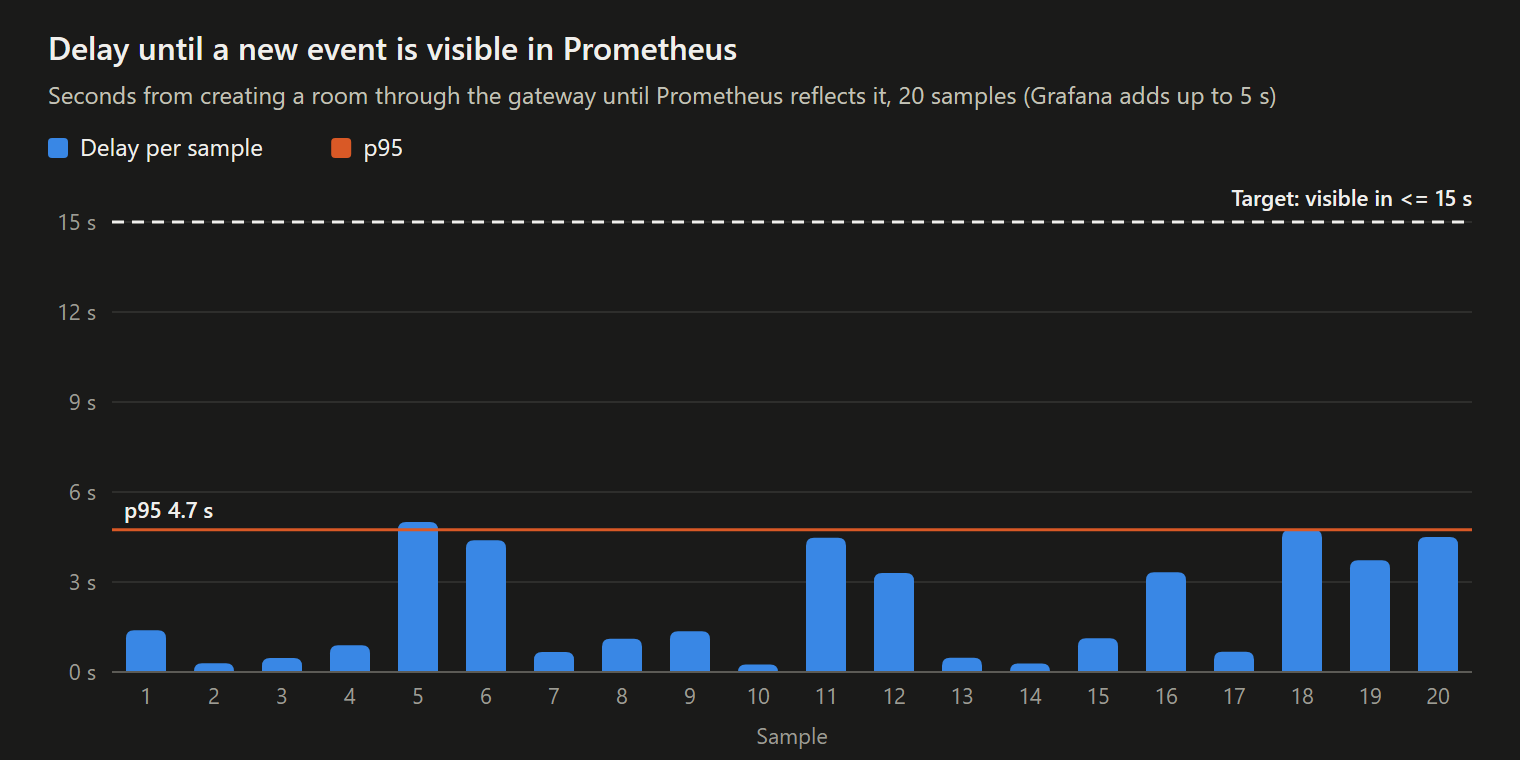 Delay until a new event is visible in Prometheus
Seconds from creating a room through the gateway until Prometheus reflects it, 20 samples (Grafana adds up to 5 s)
Delay per sample p95
Target: visible in <= 15 s
15 s
12 s
9 s
6 s
p95 4.7 s
3 s
0 s
1 2 3 4 5 6 7 8 9 10 11 12 13 14 15 16 17 18 19 20
Sample